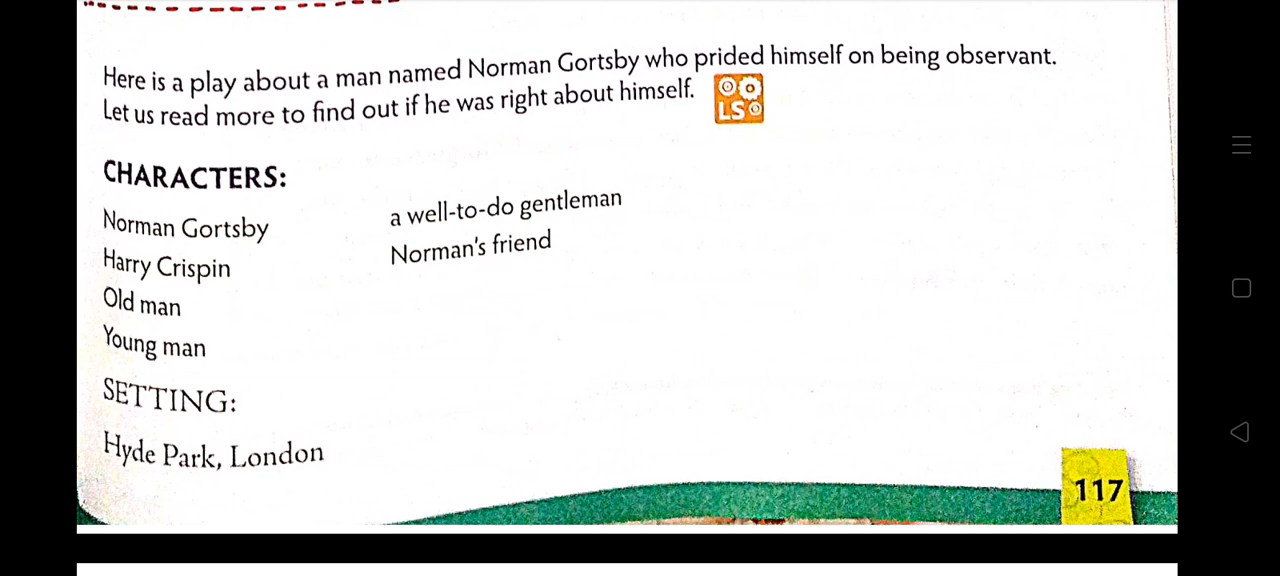 Here is a play about a man named Norman Gortsby who prided himself on being observant.
Let us read more to find out if he was right about himself.
LS
CHARACTERS:
Norman Gortsby a well-to-do gentleman
Harry Crispin Norman's friend
Old man
Young man
SETTING:
Hyde Park, London
117